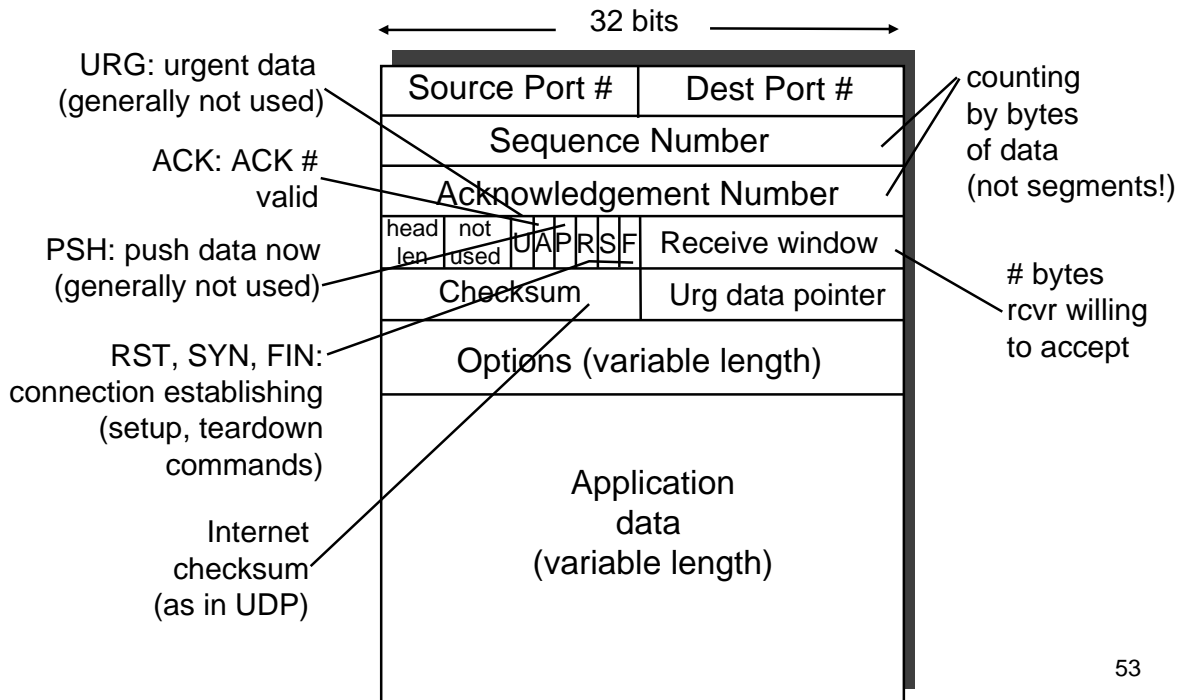 32 bits
URG: urgent data
(generally not used)
ACK: ACK #
valid
PSH: push data now
(generally not used)
RST, SYN, FIN:
connection establishing
(setup, teardown
commands)
Internet
checksum
(as in UDP)
Source Port # Dest Port #
Sequence Number
Acknowledgement Number
head
len
not
used
U A P R S F
Receive window
Checksum Urg data pointer
Options (variable length)
Application
data
(variable length)
counting
by bytes
of data
(not segments!)
# bytes
rcvr willing
to accept
53